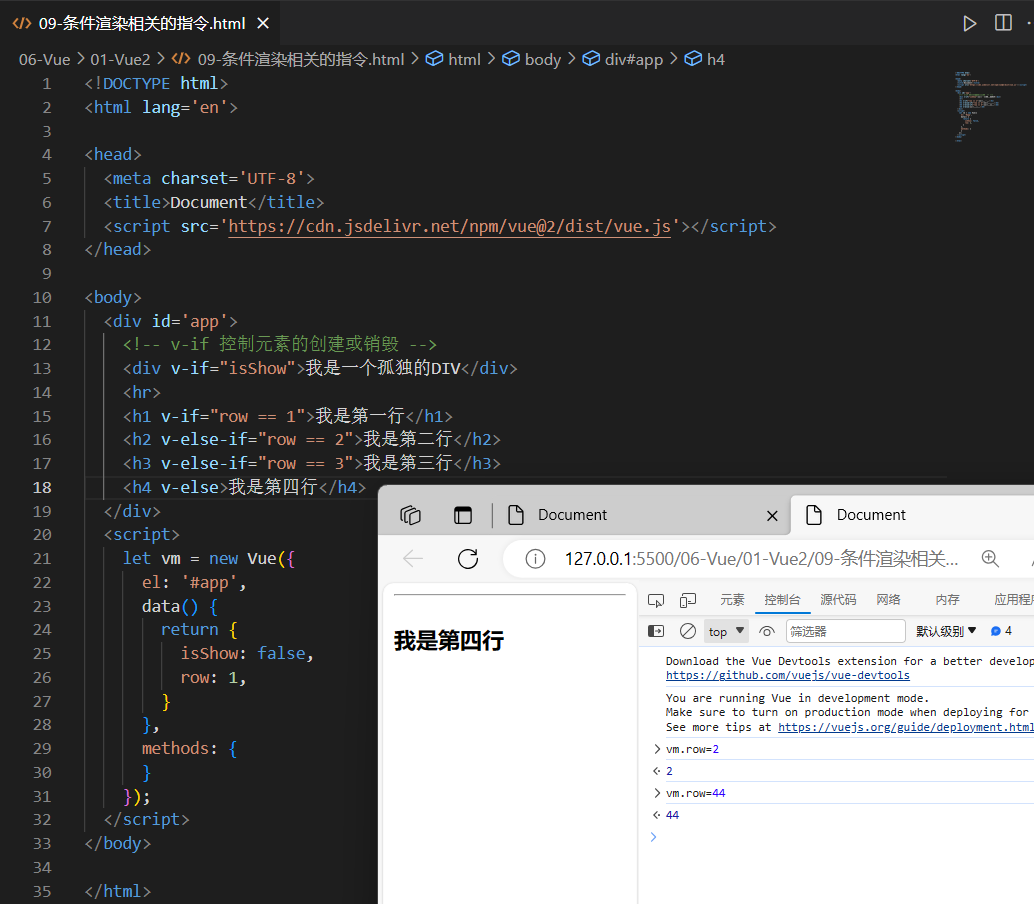 09-条件渲染相关的指令.html
06-Vue > 01-Vue2 > 09-条件渲染相关的指令.html > html > body > div#app > h4
1 <!DOCTYPE html>
2 <html lang='en'>
3
4 <head>
5 <meta charset='UTF-8'>
6 <title>Document</title>
7 <script src='https://cdn.jsdelivr.net/npm/vue@2/dist/vue.js'></script>
8 </head>
9
10 <body>
11 <div id='app'>
12 <!-- v-if 控制元素的创建或销毁 -->
13 <div v-if="isShow">我是一个孤独的DIV</div>
14 <hr>
15 <h1 v-if="row == 1">我是第一行</h1>
16 <h2 v-else-if="row == 2">我是第二行</h2>
17 <h3 v-else-if="row == 3">我是第三行</h3>
18 <h4 v-else>我是第四行</h4>
19 </div>
20 <script>
21 let vm = new Vue({
22 el: '#app',
23 data() {
24 return {
25 isShow: false,
26 row: 1,
27 }
28 },
29 methods: {
30 }
31 });
32 </script>
33 </body>
34
35 </html>
Document
Document
127.0.0.1:5500/06-Vue/01-Vue2/09-条件渲染相关...
我是第四行
元素 控制台 源代码 网络 内存 应用程
top 筛选器 默认级别 4
Download the Vue Devtools extension for a better develop
https://github.com/vuejs/vue-devtools
You are running Vue in development mode.
Make sure to turn on production mode when deploying for
See more tips at https://vuejs.org/guide/deployment.html
> vm.row=2
2
> vm.row=44
44
>